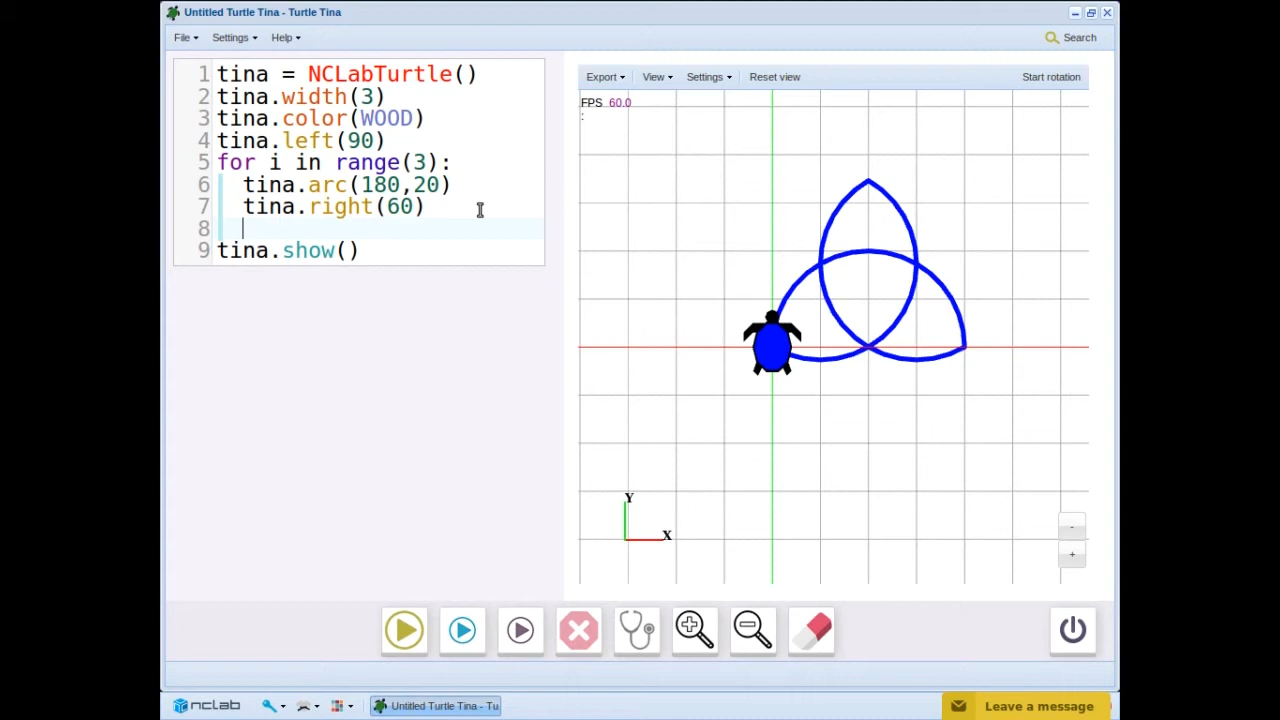 Untitled Turtle Tina - Turtle Tina
File Settings Help Search
1 tina = NCLabTurtle()
2 tina.width(3)
3 tina.color(WOOD)
4 tina.left(90)
5 for i in range(3):
6 tina.arc(180,20)
7 tina.right(60)
8
9 tina.show()
Export View Settings Reset view Start rotation
FPS 60.0
:
Y
X
-
+
nclab Untitled Turtle Tina - Tu Leave a message